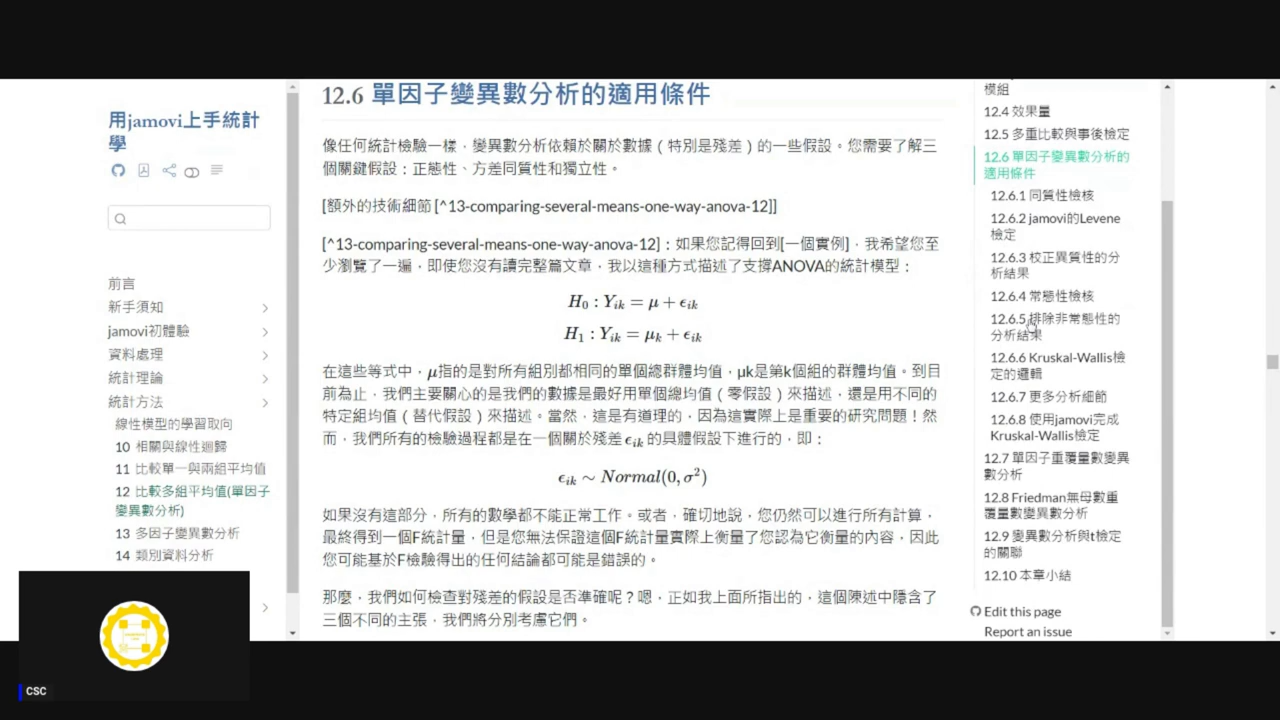 用jamovi上手統計
學
前言
新手須知
jamovi初體驗
資料處理
統計理論
統計方法
線性模型的學習取向
10 相關與線性迴歸
11 比較單一與兩組平均值
12 比較多組平均值(單因子
變異數分析)
13 多因子變異數分析
14 類別資料分析
CSC
12.6 單因子變異數分析的適用條件
像任何統計檢驗一樣，變異數分析依賴於關於數據（特別是殘差）的一些假設。您需要了解三
個關鍵假設：正態性、方差同質性和獨立性。
[額外的技術細節 [^13-comparing-several-means-one-way-anova-12]]
[^13-comparing-several-means-one-way-anova-12]：如果您記得回到[一個實例]，我希望您至
少瀏覽了一遍，即使您沒有讀完整篇文章，我以這種方式描述了支撐ANOVA的統計模型：
H₀ : Yᵢₖ = μ + ϵᵢₖ
H₁ : Yᵢₖ = μₖ + ϵᵢₖ
在這些等式中，μ指的是對所有組別都相同的單個總群體均值，μk是第k個組的群體均值。到目
前為止，我們主要關心的是我們的數據是最好用單個總均值（零假設）來描述，還是用不同的
特定組均值（替代假設）來描述。當然，這是有道理的，因為這實際上是重要的研究問題！然
而，我們所有的檢驗過程都是在一個關於殘差 ϵᵢₖ 的具體假設下進行的，即：
ϵᵢₖ ∼ Normal(0, σ²)
如果沒有這部分，所有的數學都不能正常工作。或者，確切地說，您仍然可以進行所有計算，
最終得到一個F統計量，但是您無法保證這個F統計量實際上衡量了您認為它衡量的內容，因此
您可能基於F檢驗得出的任何結論都可能是錯誤的。
那麼，我們如何檢查對殘差的假設是否準確呢？嗯，正如我上面所指出的，這個陳述中隱含了
三個不同的主張，我們將分別考慮它們。
模組
12.4 效果量
12.5 多重比較與事後檢定
12.6 單因子變異數分析的
適用條件
12.6.1 同質性檢核
12.6.2 jamovi的Levene
檢定
12.6.3 校正異質性的分
析結果
12.6.4 常態性檢核
12.6.5 排除非常態性的
分析結果
12.6.6 Kruskal-Wallis檢
定的邏輯
12.6.7 更多分析細節
12.6.8 使用jamovi完成
Kruskal-Wallis檢定
12.7 單因子重覆量數變異
數分析
12.8 Friedman無母數重
覆量數變異數分析
12.9 變異數分析與t檢定
的關聯
12.10 本章小結
Edit this page
Report an issue